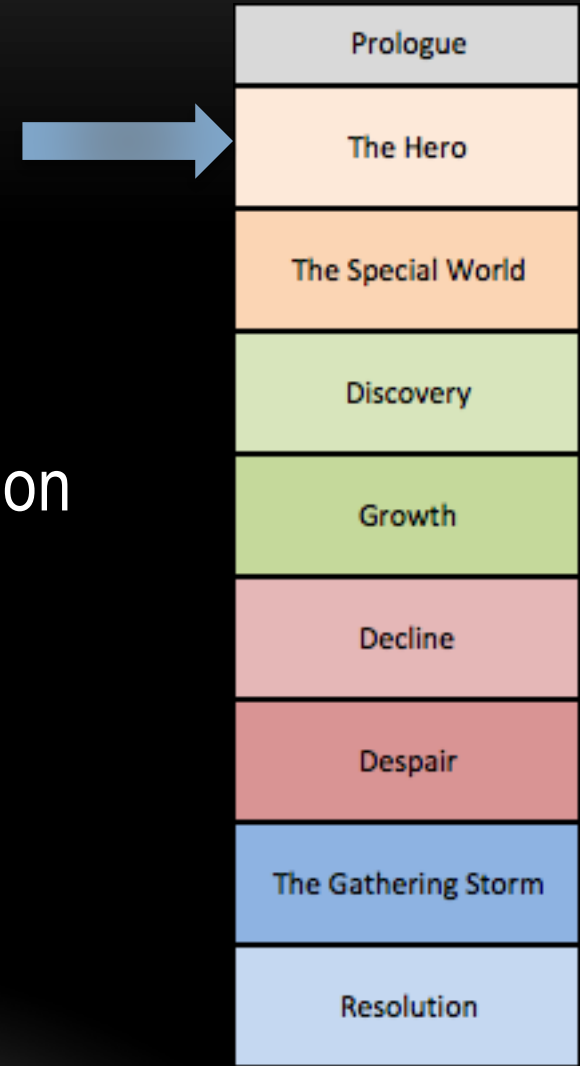 Prologue
The Hero
The Special World
Discovery
on
Growth
Decline
Despair
The Gathering Storm
Resolution